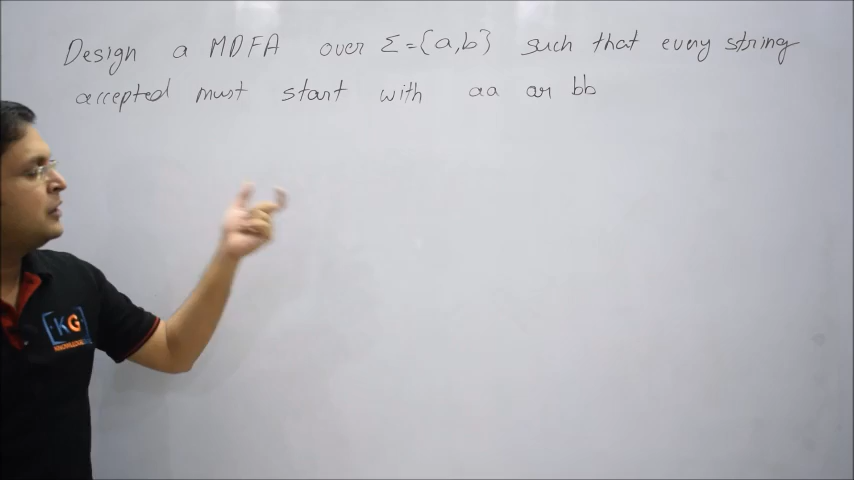 Design a MDFA over Σ={a,b} such that every string
accepted must start with aa or bb
KG